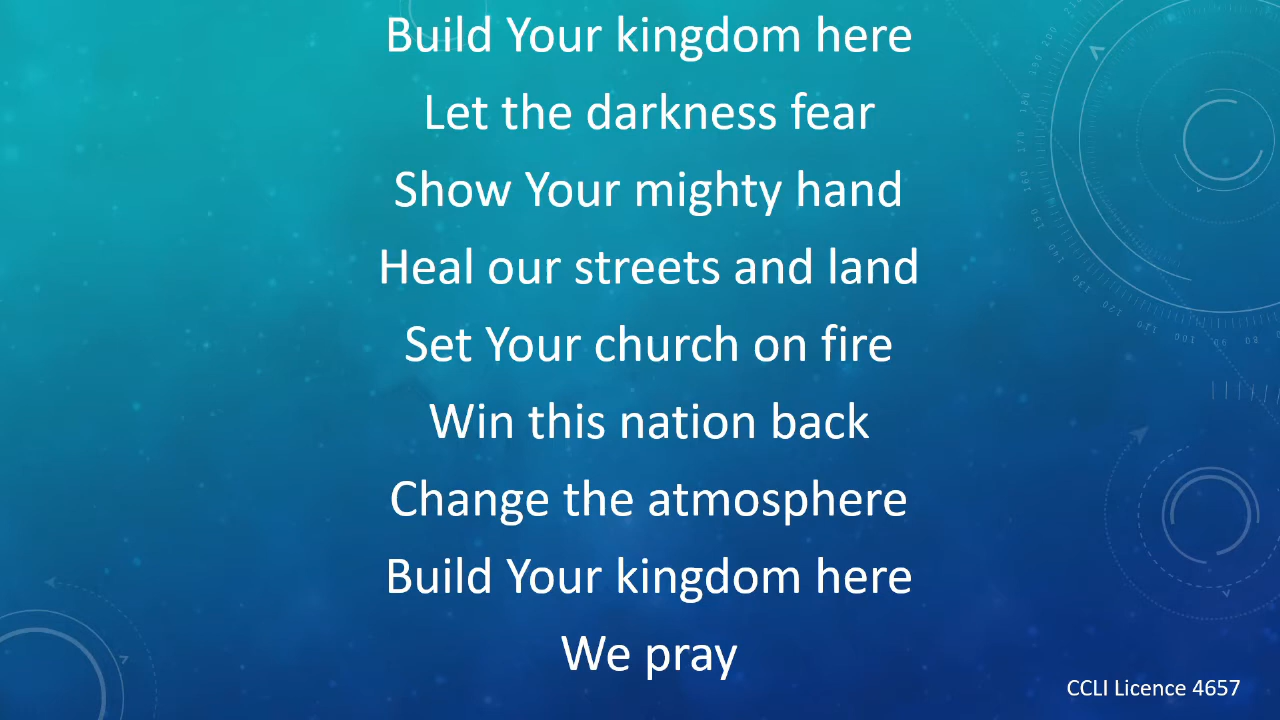 Build Your kingdom here
Let the darkness fear
Show Your mighty hand
Heal our streets and land
Set Your church on fire
Win this nation back
Change the atmosphere
Build Your kingdom here
We pray
CCLI Licence 4657